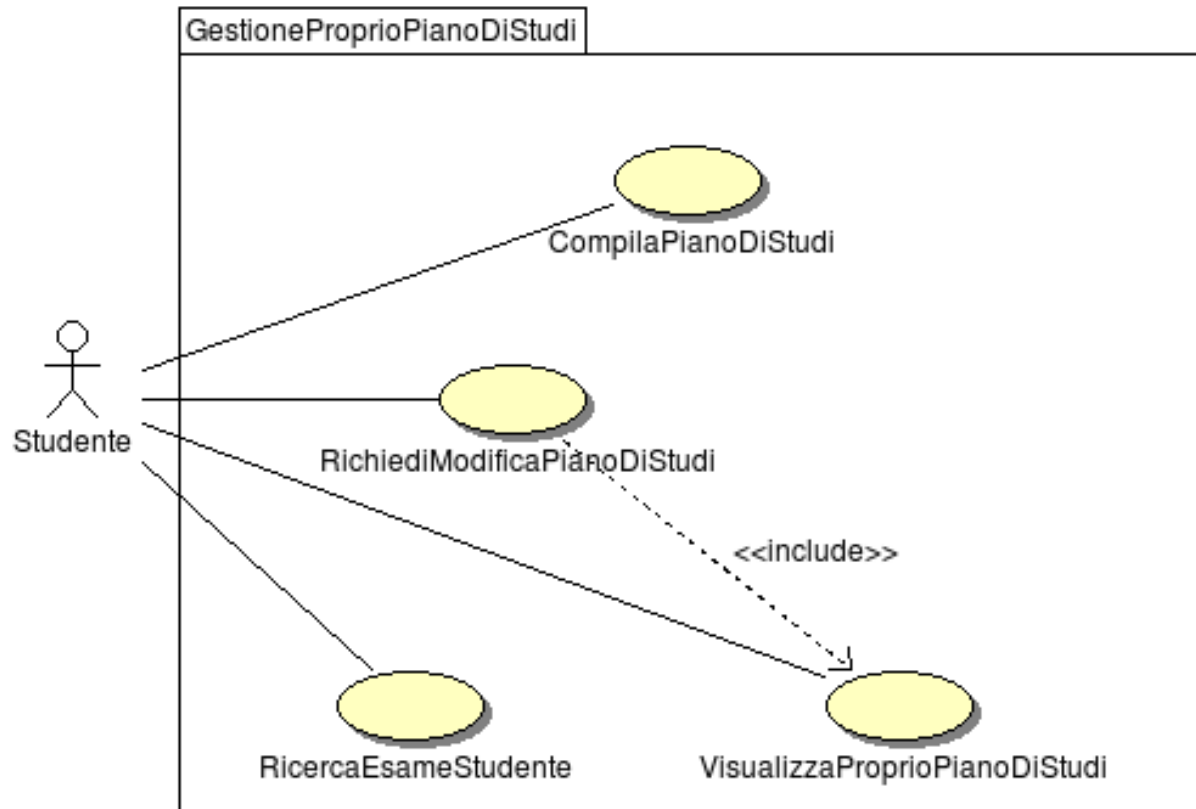 GestioneProprioPianoDiStudi
CompilaPianoDiStudi
Studente
RichiediModificaPianoDiStudi
<<include>>
RicercaEsameStudente
VisualizzaProprioPianoDiStudi